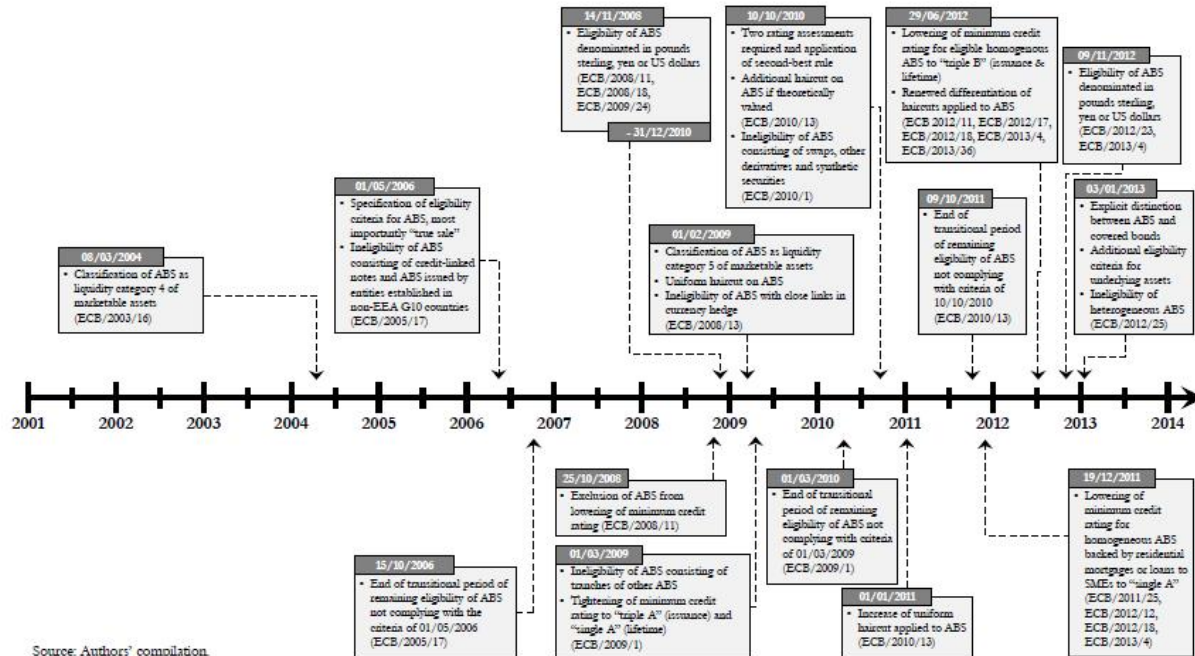 14/11/2008
• Eligibility of ABS
denominated in pounds
sterling, yen or US dollars
(ECB/2008/11,
ECB/2008/18,
ECB/2009/24)
- 31/12/2010
10/10/2010
• Two rating assessments
required and application
of second-best rule
• Additional haircut on
ABS if theoretically
valued
(ECB/2010/13)
• Ineligibility of ABS
consisting of swaps, other
derivatives and synthetic
securities
(ECB/2010/1)
29/06/2012
• Lowering of minimum credit
rating for eligible homogenous
ABS to "triple B" (issuance &
lifetime)
• Renewed differentiation of
haircuts applied to ABS
(ECB 2012/11, ECB/2012/17,
ECB/2012/18, ECB/2013/4,
ECB/2013/36)
09/11/2012
• Eligibility of ABS
denominated in
pounds sterling,
yen or US dollars
(ECB/2012/23,
ECB/2013/4)
08/03/2004
• Classification of ABS as
liquidity category 4 of
marketable assets
(ECB/2003/16)
01/05/2006
• Specification of eligibility
criteria for ABS, most
importantly "true sale"
• Ineligibility of ABS
consisting of credit-linked
notes and ABS issued by
entities established in
non-EEA G10 countries
(ECB/2005/17)
01/02/2009
• Classification of ABS as liquidity
category 5 of marketable assets
• Uniform haircut on ABS
• Ineligibility of ABS with close links in
currency hedge
(ECB/2008/13)
09/10/2011
• End of
transitional period
of remaining
eligibility of ABS
not complying
with criteria of
10/10/2010
(ECB/2010/13)
03/01/2013
• Explicit distinction
between ABS and
covered bonds
• Additional eligibility
criteria for
underlying assets
• Ineligibility of
heterogeneous ABS
(ECB/2012/25)
2001 2002 2003 2004 2005 2006 2007 2008 2009 2010 2011 2012 2013 2014
15/10/2006
• End of transitional period of
remaining eligibility of ABS
not complying with the
criteria of 01/05/2006
(ECB/2005/17)
25/10/2008
• Exclusion of ABS from
lowering of minimum credit
rating (ECB/2008/11)
01/03/2009
• Ineligibility of ABS consisting of
tranches of other ABS
• Tightening of minimum credit
rating to "triple A" (issuance) and
"single A" (lifetime)
(ECB/2009/1)
01/03/2010
• End of transitional
period of remaining
eligibility of ABS not
complying with criteria
of 01/03/2009
(ECB/2009/1)
01/01/2011
• Increase of uniform
haircut applied to ABS
(ECB/2010/13)
19/12/2011
• Lowering of
minimum credit
rating for
homogeneous ABS
backed by residential
mortgages or loans to
SMEs to "single A"
(ECB/2011/25,
ECB/2012/12,
ECB/2012/18,
ECB/2013/4)
Source: Authors' compilation.